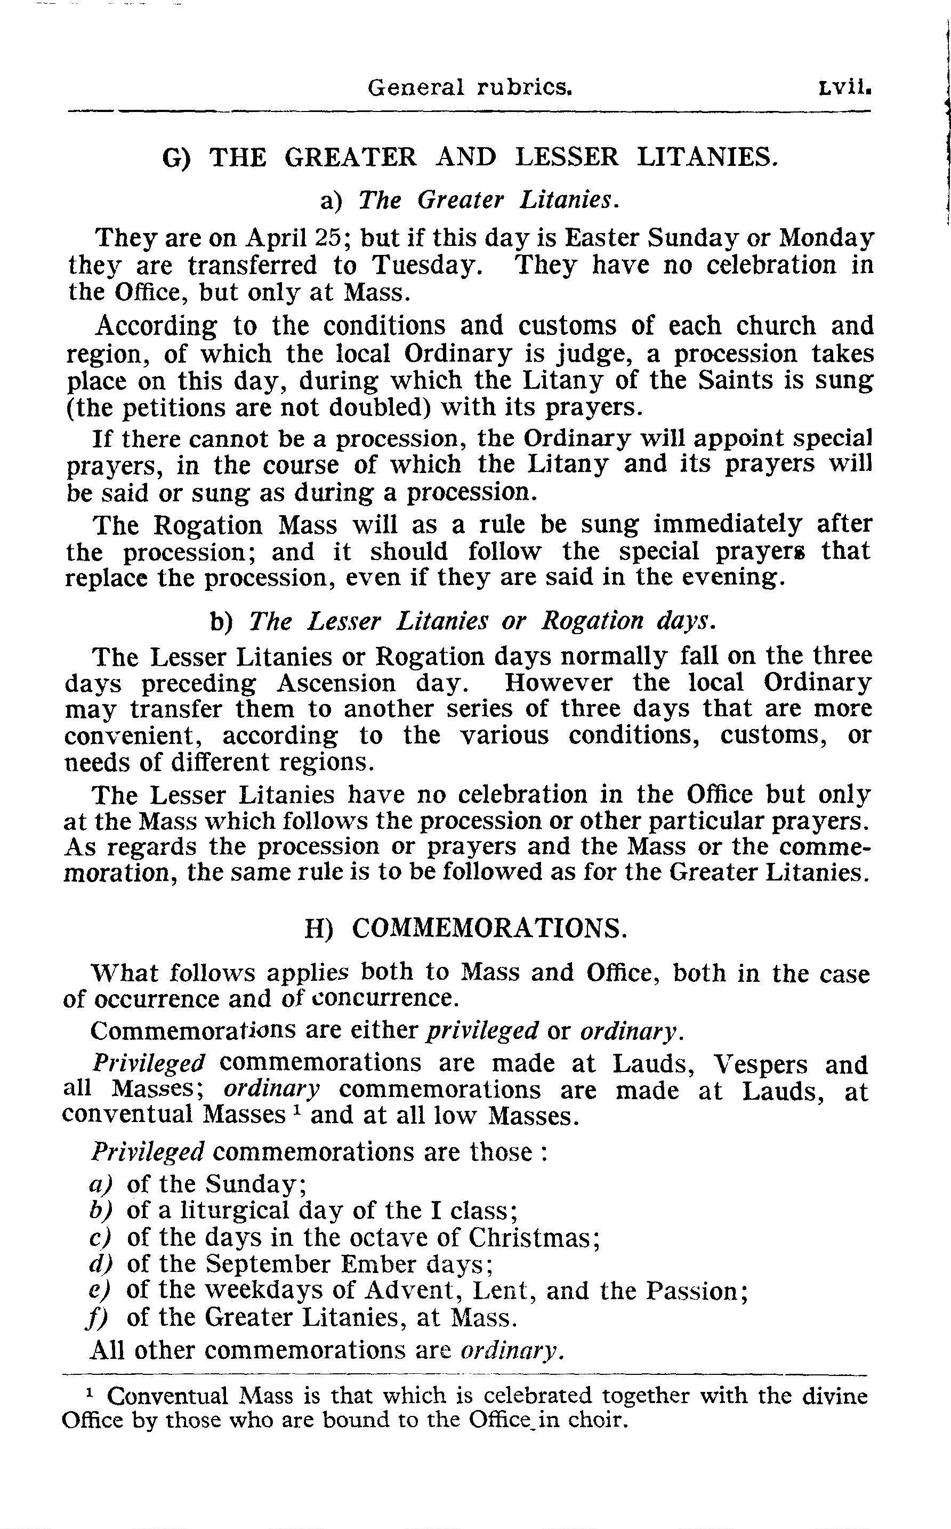 General rubrics. Lvii.
G) THE GREATER AND LESSER LITANIES.
a) The Greater Litanies.
They are on April 25; but if this day is Easter Sunday or Monday
they are transferred to Tuesday. They have no celebration in
the Office, but only at Mass.
According to the conditions and customs of each church and
region, of which the local Ordinary is judge, a procession takes
place on this day, during which the Litany of the Saints is sung
(the petitions are not doubled) with its prayers.
If there cannot be a procession, the Ordinary will appoint special
prayers, in the course of which the Litany and its prayers will
be said or sung as during a procession.
The Rogation Mass will as a rule be sung immediately after
the procession; and it should follow the special prayers that
replace the procession, even if they are said in the evening.
b) The Lesser Litanies or Rogation days.
The Lesser Litanies or Rogation days normally fall on the three
days preceding Ascension day. However the local Ordinary
may transfer them to another series of three days that are more
convenient, according to the various conditions, customs, or
needs of different regions.
The Lesser Litanies have no celebration in the Office but only
at the Mass which follows the procession or other particular prayers.
As regards the procession or prayers and the Mass or the comme-
moration, the same rule is to be followed as for the Greater Litanies.
H) COMMEMORATIONS.
What follows applies both to Mass and Office, both in the case
of occurrence and of concurrence.
Commemorations are either privileged or ordinary.
Privileged commemorations are made at Lauds, Vespers and
all Masses; ordinary commemorations are made at Lauds, at
conventual Masses ¹ and at all low Masses.
Privileged commemorations are those :
a) of the Sunday;
b) of a liturgical day of the I class;
c) of the days in the octave of Christmas;
d) of the September Ember days;
e) of the weekdays of Advent, Lent, and the Passion;
f) of the Greater Litanies, at Mass.
All other commemorations are ordinary.
¹ Conventual Mass is that which is celebrated together with the divine
Office by those who are bound to the Office in choir.